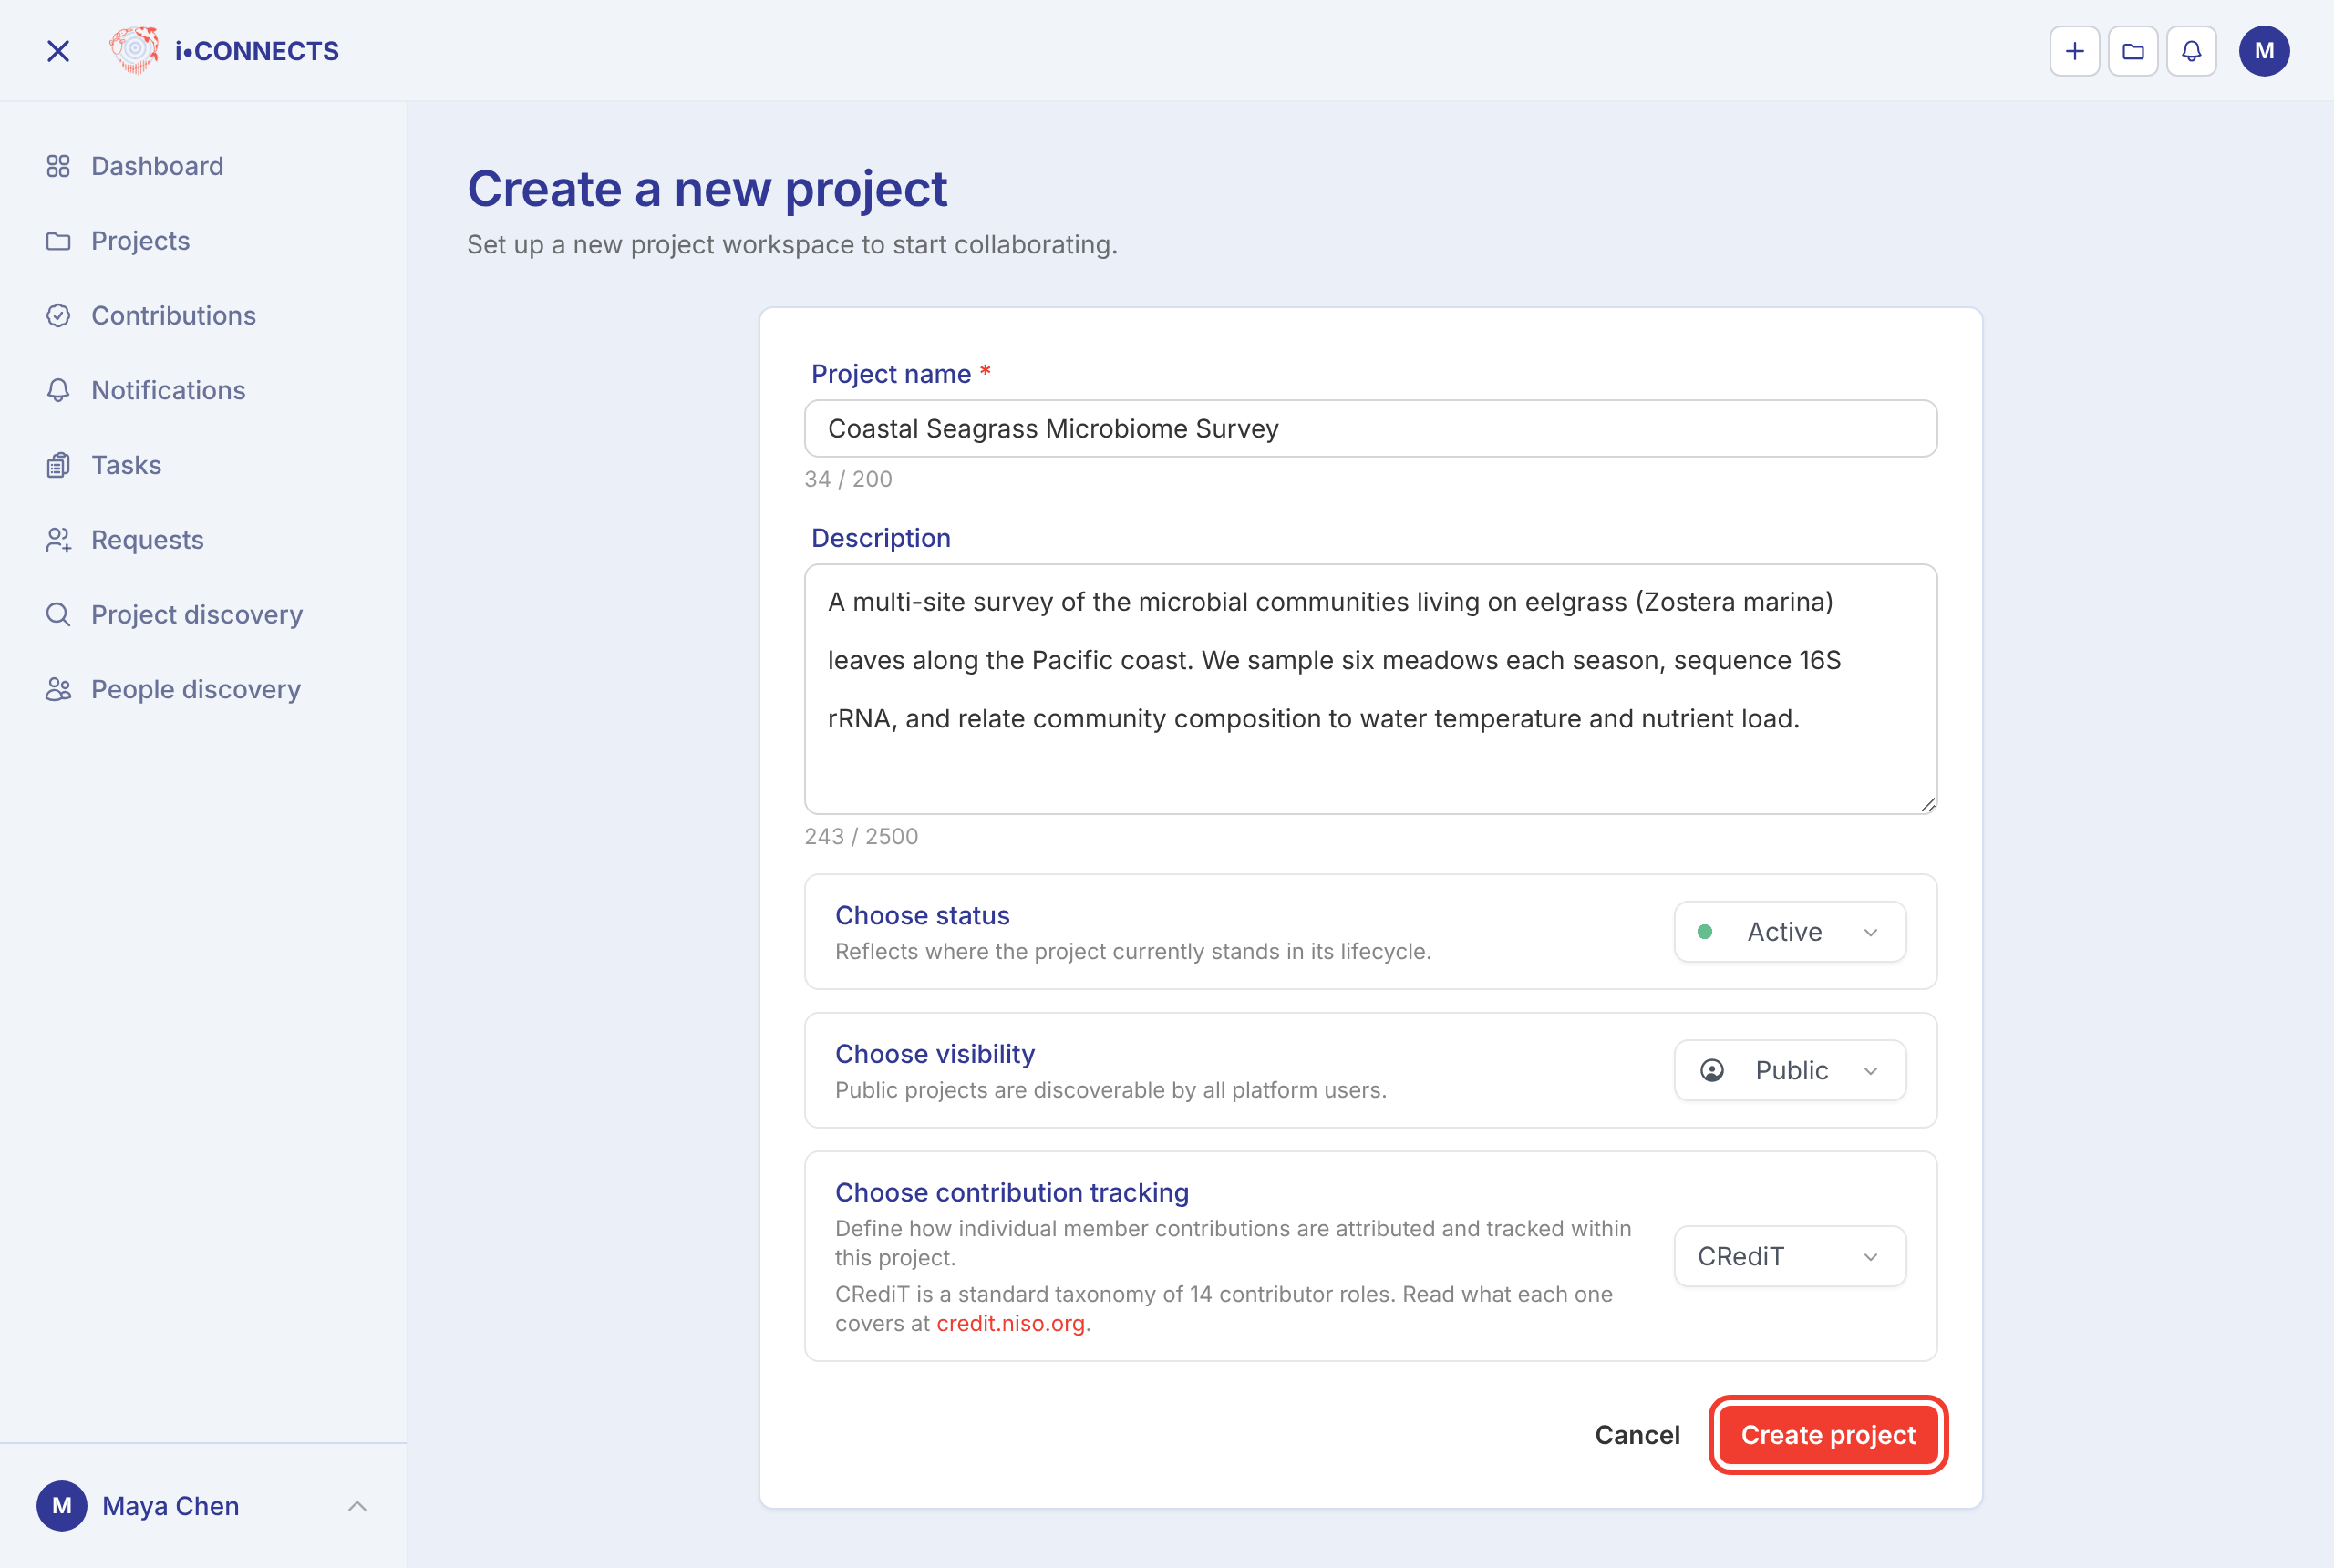 i•CONNECTS
M
Dashboard
Projects
Contributions
Notifications
Tasks
Requests
Project discovery
People discovery
M
Maya Chen
Create a new project
Set up a new project workspace to start collaborating.
Project name *
Coastal Seagrass Microbiome Survey
34 / 200
Description
A multi-site survey of the microbial communities living on eelgrass (Zostera marina)
leaves along the Pacific coast. We sample six meadows each season, sequence 16S
rRNA, and relate community composition to water temperature and nutrient load.
243 / 2500
Choose status
Reflects where the project currently stands in its lifecycle.
Active
Choose visibility
Public projects are discoverable by all platform users.
Public
Choose contribution tracking
Define how individual member contributions are attributed and tracked within
this project.
CRediT is a standard taxonomy of 14 contributor roles. Read what each one
covers at credit.niso.org.
CRediT
Cancel
Create project